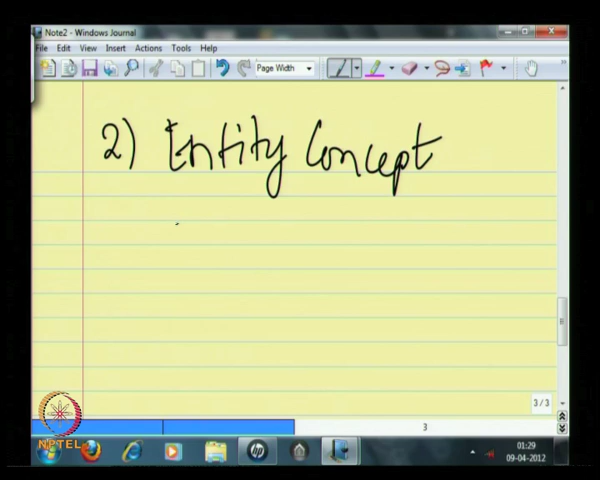 Note2 - Windows Journal
File Edit View Insert Actions Tools Help
Page Width
2) Entity Concept
3 / 3
3
NPTEL
hp
01:29
09-04-2012